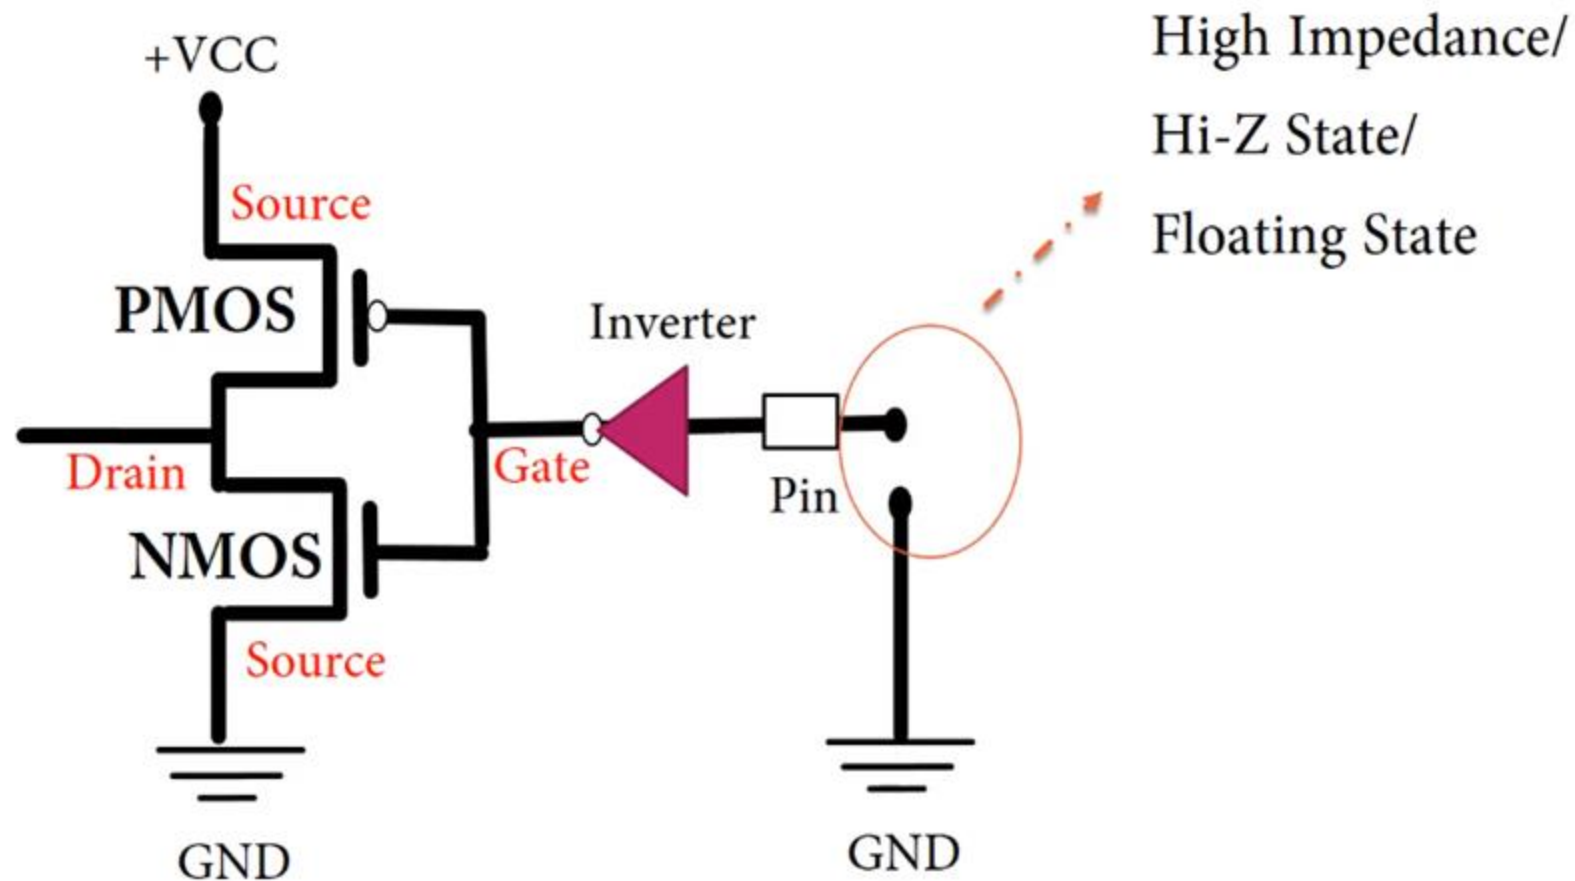 +VCC
High Impedance/
Hi-Z State/
Floating State
Source
PMOS
Inverter
Drain
Gate
Pin
NMOS
Source
GND
GND